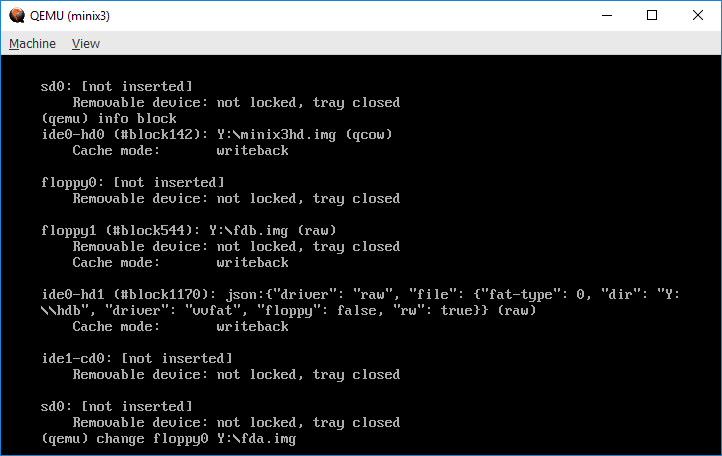 QEMU (minix3)
Machine View
sd0: [not inserted]
    Removable device: not locked, tray closed
(qemu) info block
ide0-hd0 (#block142): Y:\minix3hd.img (qcow)
    Cache mode:       writeback
floppy0: [not inserted]
    Removable device: not locked, tray closed
floppy1 (#block544): Y:\fdb.img (raw)
    Removable device: not locked, tray closed
    Cache mode:       writeback
ide0-hd1 (#block1170): json:{"driver": "raw", "file": {"fat-type": 0, "dir": "Y:
\\hdb", "driver": "vvfat", "floppy": false, "rw": true}} (raw)
    Cache mode:       writeback
ide1-cd0: [not inserted]
    Removable device: not locked, tray closed
sd0: [not inserted]
    Removable device: not locked, tray closed
(qemu) change floppy0 Y:\fda.img